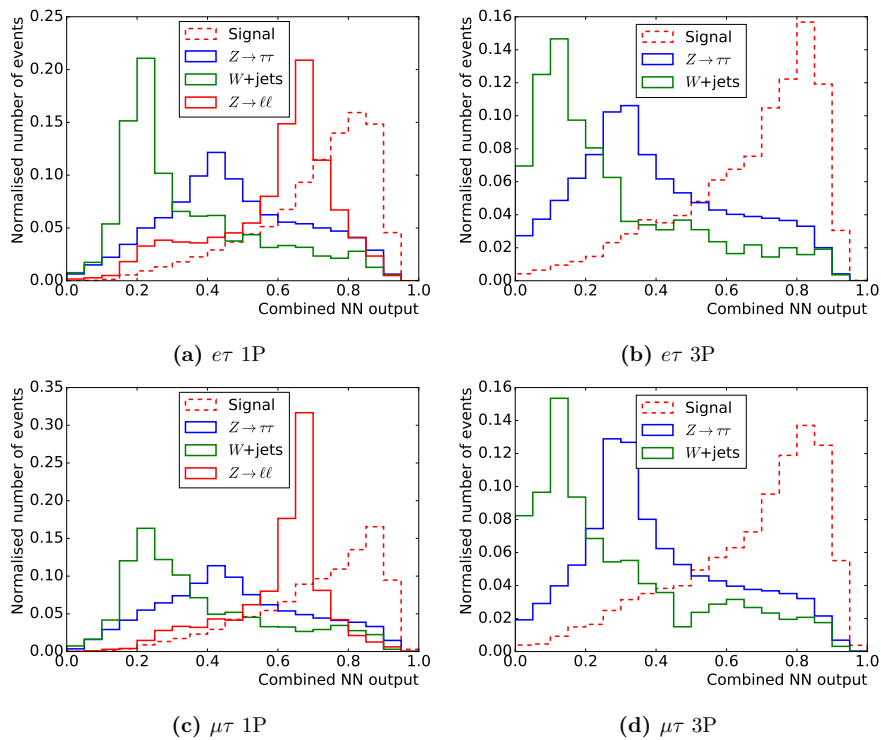 Normalised number of events
0.25
0.20
0.15
0.10
0.05
0.00
0.0 0.2 0.4 0.6 0.8 1.0
Combined NN output
Signal
Z→ττ
W+jets
Z→ℓℓ
(a) eτ 1P
Normalised number of events
0.16
0.14
0.12
0.10
0.08
0.06
0.04
0.02
0.00
0.0 0.2 0.4 0.6 0.8 1.0
Combined NN output
Signal
Z→ττ
W+jets
(b) eτ 3P
Normalised number of events
0.35
0.30
0.25
0.20
0.15
0.10
0.05
0.00
0.0 0.2 0.4 0.6 0.8 1.0
Combined NN output
Signal
Z→ττ
W+jets
Z→ℓℓ
(c) μτ 1P
Normalised number of events
0.16
0.14
0.12
0.10
0.08
0.06
0.04
0.02
0.00
0.0 0.2 0.4 0.6 0.8 1.0
Combined NN output
Signal
Z→ττ
W+jets
(d) μτ 3P